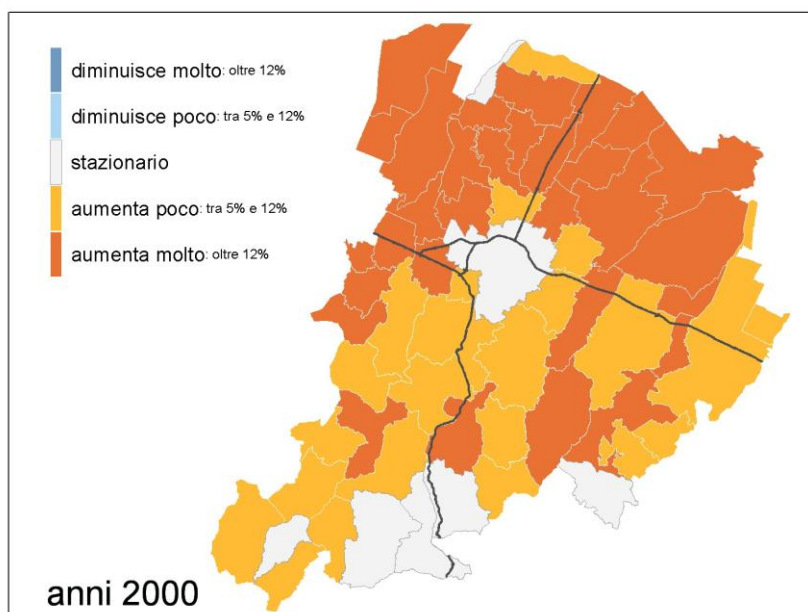 diminuisce molto: oltre 12%
diminuisce poco: tra 5% e 12%
stazionario
aumenta poco: tra 5% e 12%
aumenta molto: oltre 12%
anni 2000